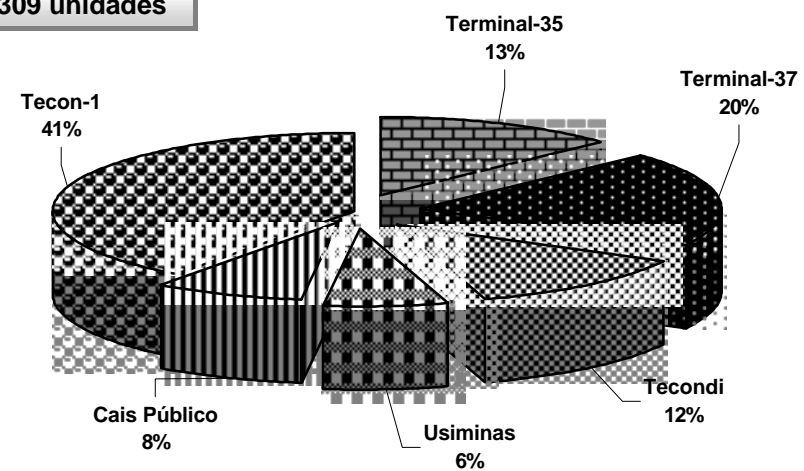 309 unidades
Terminal-35
13%
Terminal-37
20%
Tecon-1
41%
Tecondi
12%
Cais Público
8%
Usiminas
6%